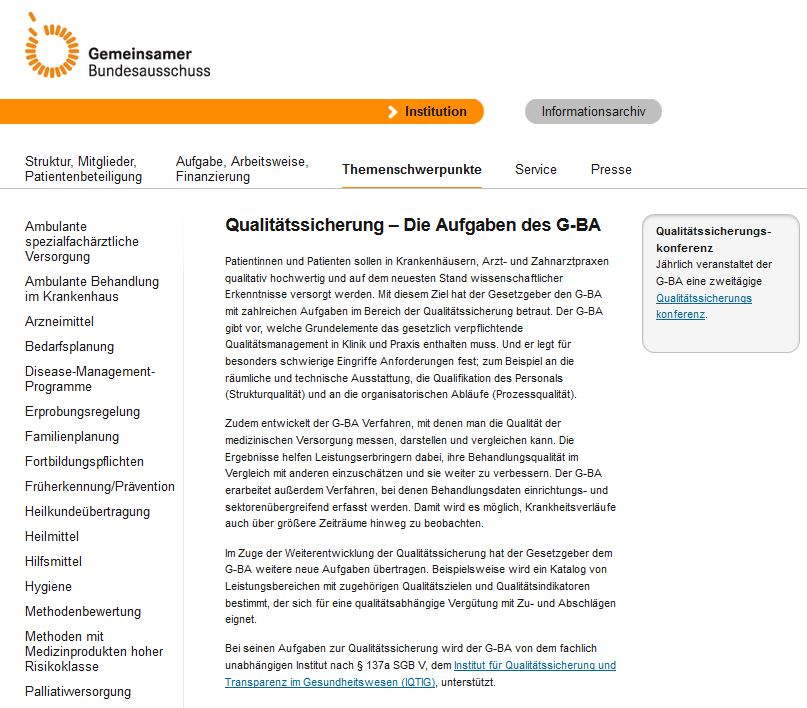 Gemeinsamer
Bundesausschuss
Institution
Informationsarchiv
Struktur, Mitglieder,
Patientenbeteiligung
Aufgabe, Arbeitsweise,
Finanzierung
Themenschwerpunkte
Service
Presse
Ambulante
spezialfachärztliche
Versorgung
Ambulante Behandlung
im Krankenhaus
Arzneimittel
Bedarfsplanung
Disease-Management-
Programme
Erprobungsregelung
Familienplanung
Fortbildungspflichten
Früherkennung/Prävention
Heilkundeübertragung
Heilmittel
Hilfsmittel
Hygiene
Methodenbewertung
Methoden mit
Medizinprodukten hoher
Risikoklasse
Palliativersorgung
Qualitätssicherung – Die Aufgaben des G-BA
Patientinnen und Patienten sollen in Krankenhäusern, Arzt- und Zahnarztpraxen
qualitativ hochwertig und auf dem neuesten Stand wissenschaftlicher
Erkenntnisse versorgt werden. Mit diesem Ziel hat der Gesetzgeber den G-BA
mit zahlreichen Aufgaben im Bereich der Qualitätssicherung betraut. Der G-BA
gibt vor, welche Grundelemente das gesetzlich verpflichtende
Qualitätsmanagement in Klinik und Praxis enthalten muss. Und er legt für
besonders schwierige Eingriffe Anforderungen fest; zum Beispiel an die
räumliche und technische Ausstattung, die Qualifikation des Personals
(Strukturqualität) und an die organisatorischen Abläufe (Prozessqualität).
Zudem entwickelt der G-BA Verfahren, mit denen man die Qualität der
medizinischen Versorgung messen, darstellen und vergleichen kann. Die
Ergebnisse helfen Leistungserbringern dabei, ihre Behandlungsqualität im
Vergleich mit anderen einzuschätzen und sie weiter zu verbessern. Der G-BA
erarbeitet außerdem Verfahren, bei denen Behandlungsdaten einrichtungs- und
sektorenübergreifend erfasst werden. Damit wird es möglich, Krankheitsverläufe
auch über größere Zeiträume hinweg zu beobachten.
Im Zuge der Weiterentwicklung der Qualitätssicherung hat der Gesetzgeber dem
G-BA weitere neue Aufgaben übertragen. Beispielsweise wird ein Katalog von
Leistungsbereichen mit zugehörigen Qualitätszielen und Qualitätsindikatoren
bestimmt, der sich für eine qualitätsabhängige Vergütung mit Zu- und Abschlägen
eignet.
Bei seinen Aufgaben zur Qualitätssicherung wird der G-BA von dem fachlich
unabhängigen Institut nach § 137a SGB V, dem Institut für Qualitätssicherung und
Transparenz im Gesundheitswesen (IQTIG), unterstützt.
Qualitätssicherungs-
konferenz
Jährlich veranstaltet der
G-BA eine zweitägige
Qualitätssicherungs
konferenz.